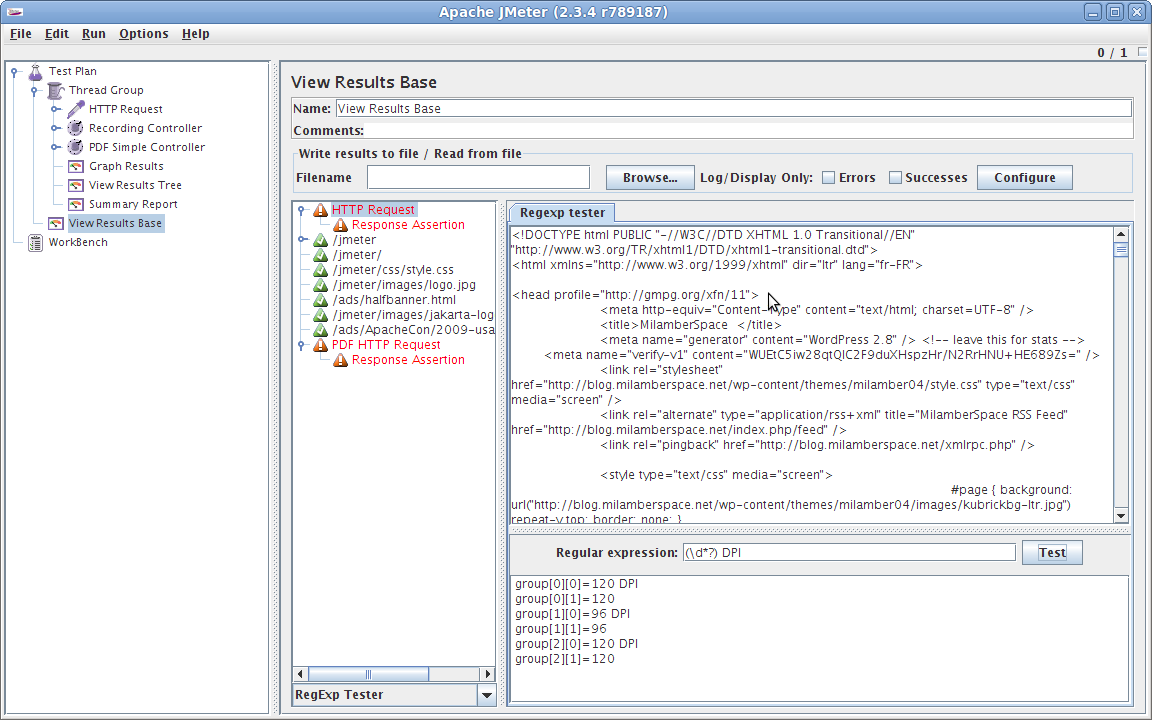 Apache JMeter (2.3.4 r789187)
File Edit Run Options Help
0 / 1
Test Plan
Thread Group
HTTP Request
Recording Controller
PDF Simple Controller
Graph Results
View Results Tree
Summary Report
View Results Base
WorkBench
View Results Base
Name: View Results Base
Comments:
Write results to file / Read from file
Filename Browse... Log/Display Only: Errors Successes Configure
HTTP Request
Response Assertion
/jmeter
/jmeter/
/jmeter/css/style.css
/jmeter/images/logo.jpg
/ads/halfbanner.html
/jmeter/images/jakarta-log
/ads/ApacheCon/2009-usa
PDF HTTP Request
Response Assertion
RegExp Tester
Regexp tester
<!DOCTYPE html PUBLIC "-//W3C//DTD XHTML 1.0 Transitional//EN"
"http://www.w3.org/TR/xhtml1/DTD/xhtml1-transitional.dtd">
<html xmlns="http://www.w3.org/1999/xhtml" dir="ltr" lang="fr-FR">
<head profile="http://gmpg.org/xfn/11">
<meta http-equiv="Content-Type" content="text/html; charset=UTF-8" />
<title>MilamberSpace </title>
<meta name="generator" content="WordPress 2.8" /> <!-- leave this for stats -->
<meta name="verify-v1" content="WUEtC5iw28qtQIC2F9duXHspzHr/N2RrHNU+HE689Zs=" />
<link rel="stylesheet"
href="http://blog.milamberspace.net/wp-content/themes/milamber04/style.css" type="text/css"
media="screen" />
<link rel="alternate" type="application/rss+xml" title="MilamberSpace RSS Feed"
href="http://blog.milamberspace.net/index.php/feed" />
<link rel="pingback" href="http://blog.milamberspace.net/xmlrpc.php" />
<style type="text/css" media="screen">
#page { background:
url("http://blog.milamberspace.net/wp-content/themes/milamber04/images/kubrickbg-ltr.jpg")
repeat-y top; border: none; }
Regular expression: (\d*?) DPI Test
group[0][0]=120 DPI
group[0][1]=120
group[1][0]=96 DPI
group[1][1]=96
group[2][0]=120 DPI
group[2][1]=120